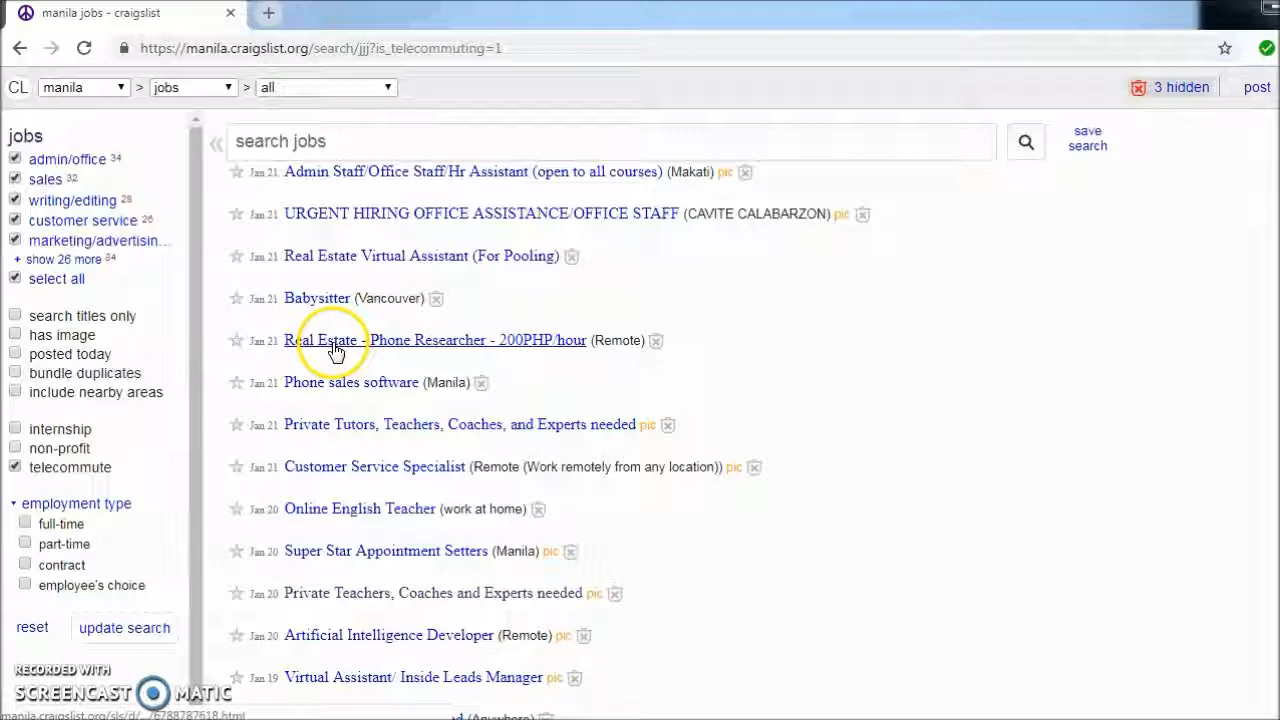 manila jobs - craigslist
https://manila.craigslist.org/search/jjj?is_telecommuting=1
CL manila > jobs > all 3 hidden post
jobs
admin/office 34
sales 32
writing/editing 28
customer service 26
marketing/advertisin...
+ show 26 more 84
select all
search titles only
has image
posted today
bundle duplicates
include nearby areas
internship
non-profit
telecommute
employment type
full-time
part-time
contract
employee's choice
reset update search
search jobs
save search
Jan 21 Admin Staff/Office Staff/Hr Assistant (open to all courses) (Makati) pic
Jan 21 URGENT HIRING OFFICE ASSISTANCE/OFFICE STAFF (CAVITE CALABARZON) pic
Jan 21 Real Estate Virtual Assistant (For Pooling)
Jan 21 Babysitter (Vancouver)
Jan 21 Real Estate - Phone Researcher - 200PHP/hour (Remote)
Jan 21 Phone sales software (Manila)
Jan 21 Private Tutors, Teachers, Coaches, and Experts needed pic
Jan 21 Customer Service Specialist (Remote (Work remotely from any location)) pic
Jan 20 Online English Teacher (work at home)
Jan 20 Super Star Appointment Setters (Manila) pic
Jan 20 Private Teachers, Coaches and Experts needed pic
Jan 20 Artificial Intelligence Developer (Remote) pic
Jan 19 Virtual Assistant/ Inside Leads Manager pic
(Anywhere)
RECORDED WITH
SCREENCAST MATIC
manila.craigslist.org/sls/d/.../6788787618.html